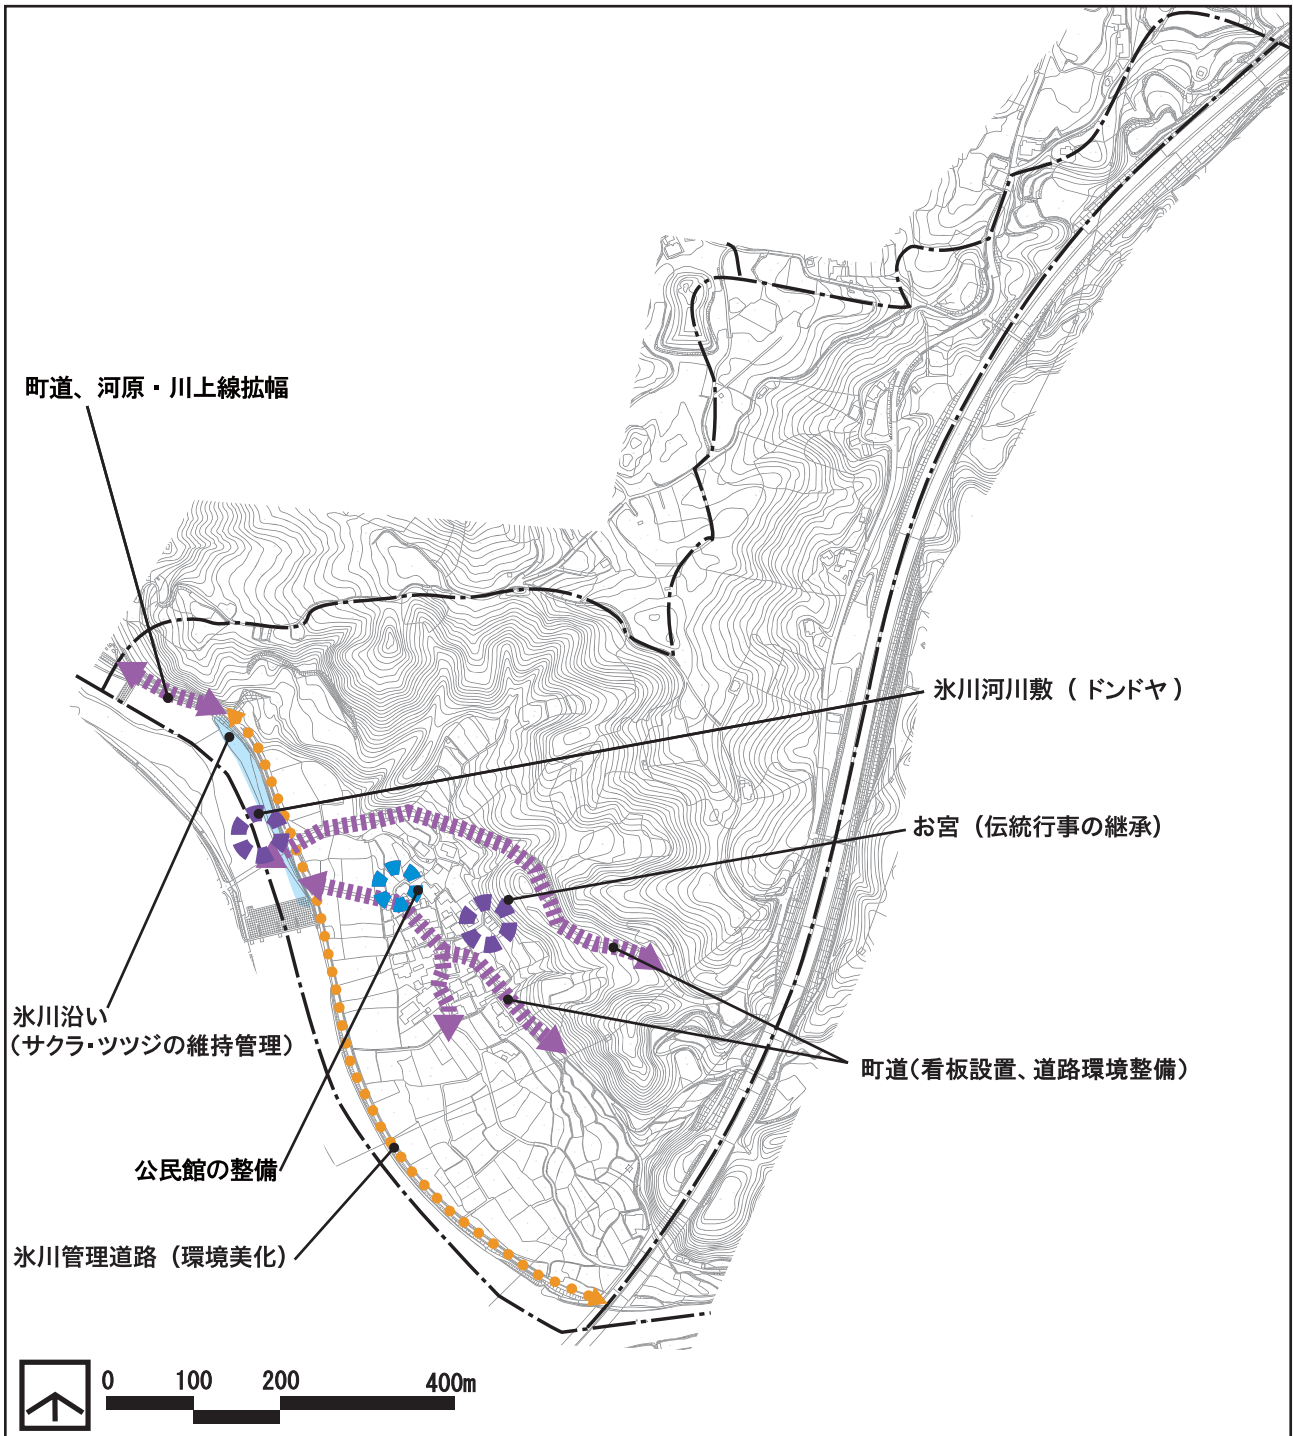 町道、河原・川上線拡幅
氷川河川敷（ ドンドヤ ）
お宮（伝統行事の継承）
氷川沿い
（サクラ・ツツジの維持管理）
町道（看板設置、道路環境整備）
公民館の整備
氷川管理道路（環境美化）
0 100 200 400m